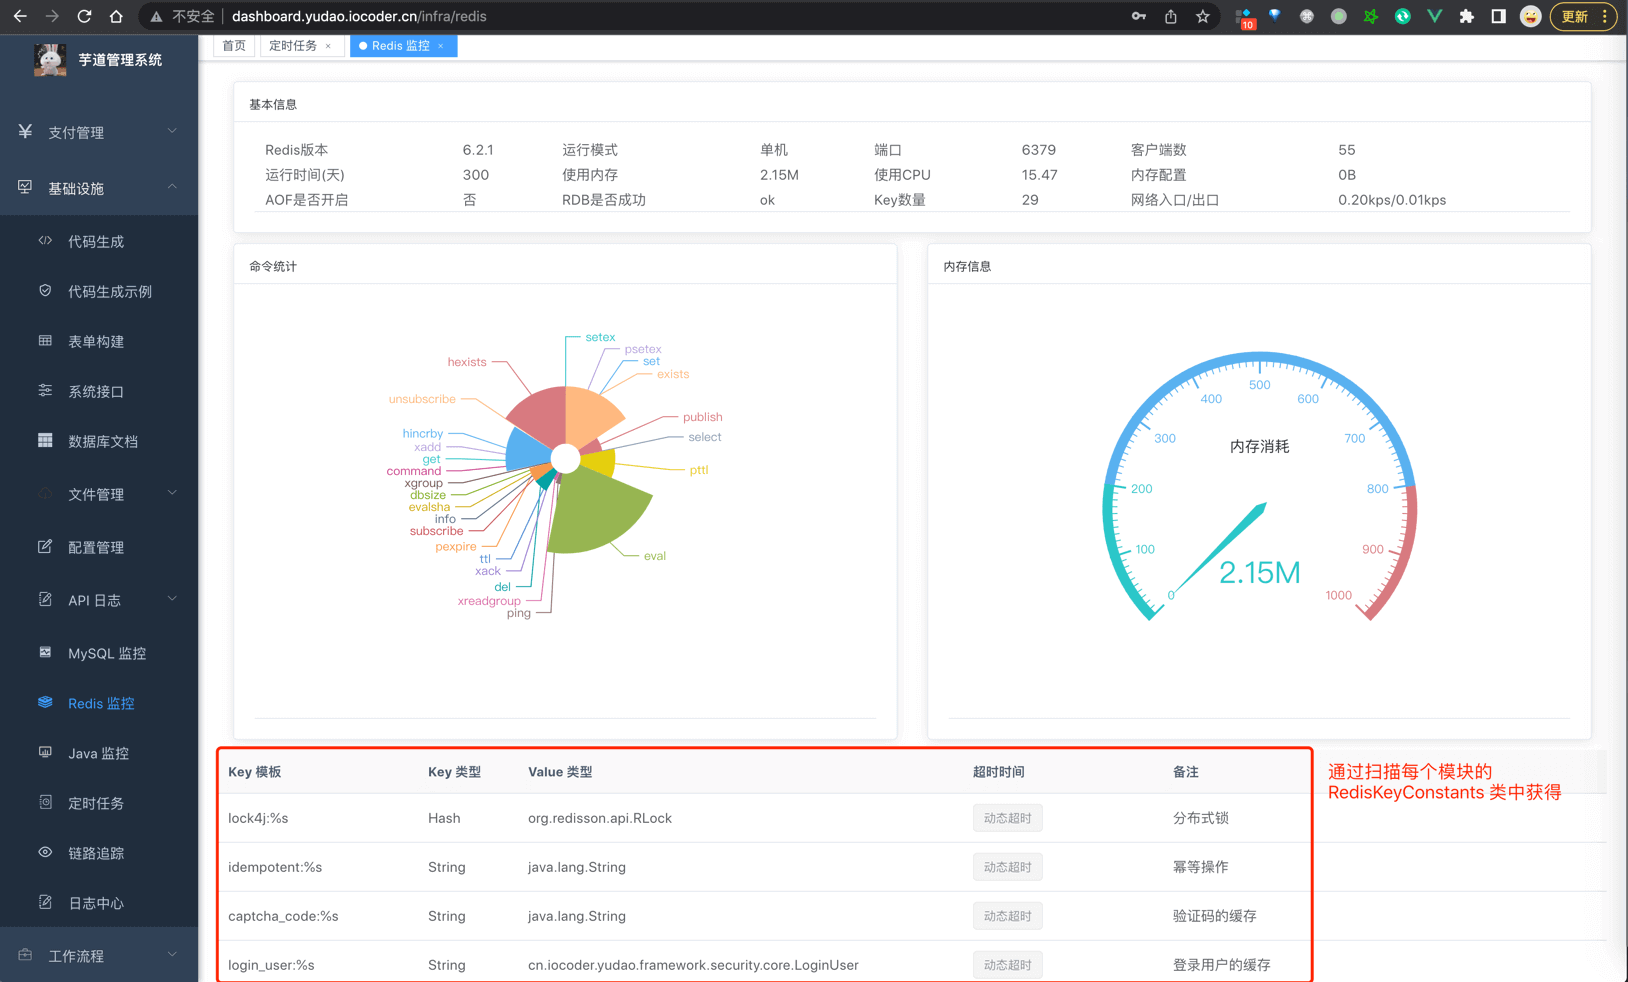 不安全 dashboard.yudao.iocoder.cn/infra/redis
10
更新
芋道管理系统
首页
定时任务 ×
Redis 监控 ×
支付管理
基础设施
代码生成
代码生成示例
表单构建
系统接口
数据库文档
文件管理
配置管理
API 日志
MySQL 监控
Redis 监控
Java 监控
定时任务
链路追踪
日志中心
工作流程
基本信息
Redis版本 6.2.1 运行模式 单机 端口 6379 客户端数 55
运行时间(天) 300 使用内存 2.15M 使用CPU 15.47 内存配置 0B
AOF是否开启 否 RDB是否成功 ok Key数量 29 网络入口/出口 0.20kps/0.01kps
命令统计
setex
psetex
set
exists
publish
select
pttl
eval
hexists
unsubscribe
hincrby
xadd
get
command
xgroup
dbsize
evalsha
info
subscribe
pexpire
ttl
xack
del
xreadgroup
ping
内存信息
内存消耗
0
100
200
300
400
500
600
700
800
900
1000
2.15M
Key 模板 Key 类型 Value 类型 超时时间 备注
lock4j:%s Hash org.redisson.api.RLock 动态超时 分布式锁
idempotent:%s String java.lang.String 动态超时 幂等操作
captcha_code:%s String java.lang.String 动态超时 验证码的缓存
login_user:%s String cn.iocoder.yudao.framework.security.core.LoginUser 动态超时 登录用户的缓存
通过扫描每个模块的
RedisKeyConstants 类中获得